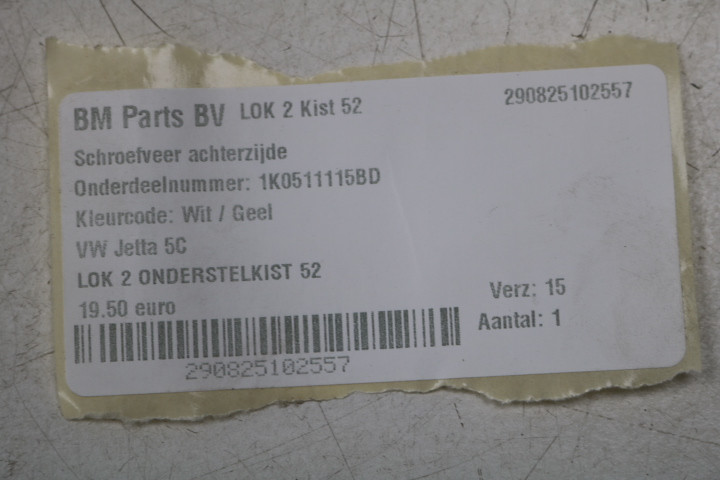 BM Parts BV LOK 2 Kist 52 290825102557
Schroefveer achterzijde
Onderdeelnummer: 1K0511115BD
Kleurcode: Wit / Geel
VW Jetta 5C
LOK 2 ONDERSTELKIST 52
19.50 euro
Verz: 15
Aantal: 1
290825102557